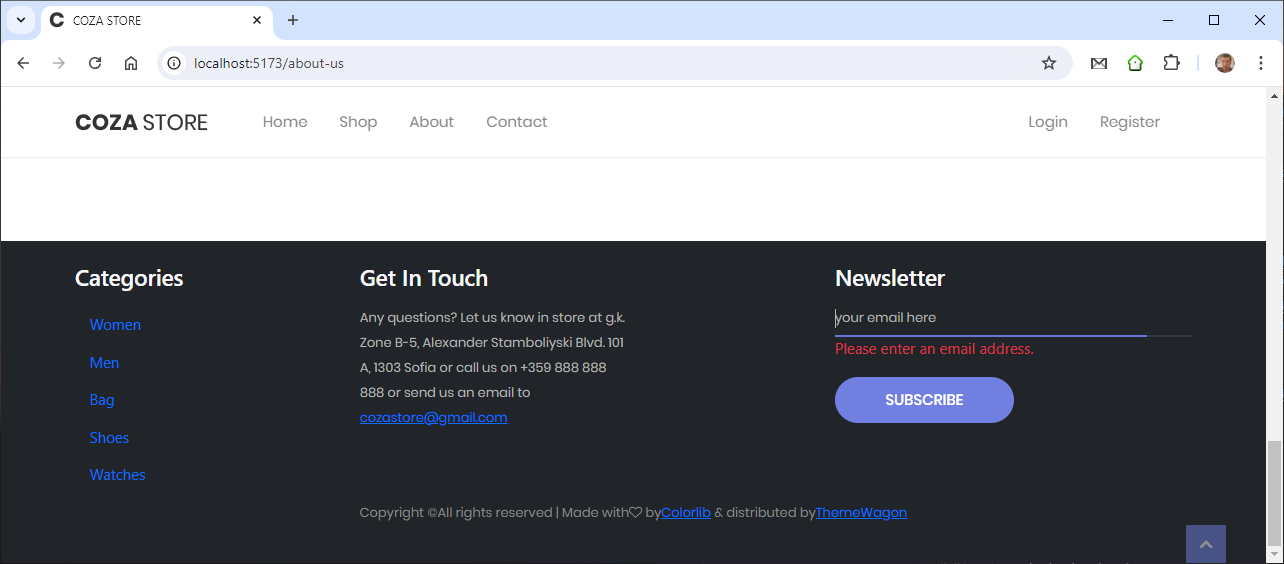 COZA STORE
localhost:5173/about-us
COZA STORE
Home
Shop
About
Contact
Login
Register
Categories
Women
Men
Bag
Shoes
Watches
Get In Touch
Any questions? Let us know in store at g.k.
Zone B-5, Alexander Stamboliyski Blvd. 101
A, 1303 Sofia or call us on +359 888 888
888 or send us an email to
cozastore@gmail.com
Newsletter
your email here
Please enter an email address.
SUBSCRIBE
Copyright ©All rights reserved | Made with♡ byColorlib & distributed byThemeWagon